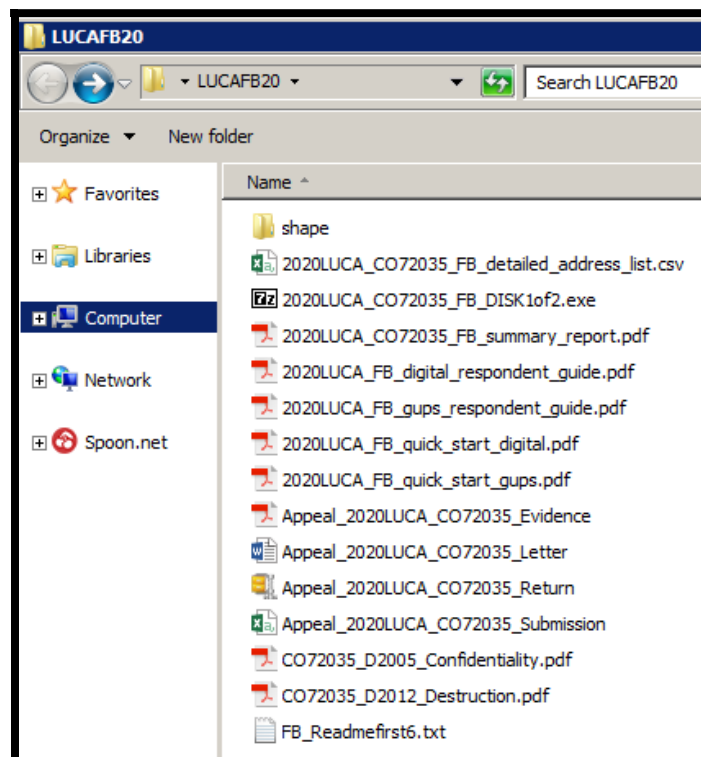 LUCAFB20
LUCAFB20
Search LUCAFB20
Organize New folder
Favorites
Libraries
Computer
Network
Spoon.net
Name
shape
2020LUCA_CO72035_FB_detailed_address_list.csv
2020LUCA_CO72035_FB_DISK1of2.exe
2020LUCA_CO72035_FB_summary_report.pdf
2020LUCA_FB_digital_respondent_guide.pdf
2020LUCA_FB_gups_respondent_guide.pdf
2020LUCA_FB_quick_start_digital.pdf
2020LUCA_FB_quick_start_gups.pdf
Appeal_2020LUCA_CO72035_Evidence
Appeal_2020LUCA_CO72035_Letter
Appeal_2020LUCA_CO72035_Return
Appeal_2020LUCA_CO72035_Submission
CO72035_D2005_Confidentiality.pdf
CO72035_D2012_Destruction.pdf
FB_Readmefirst6.txt